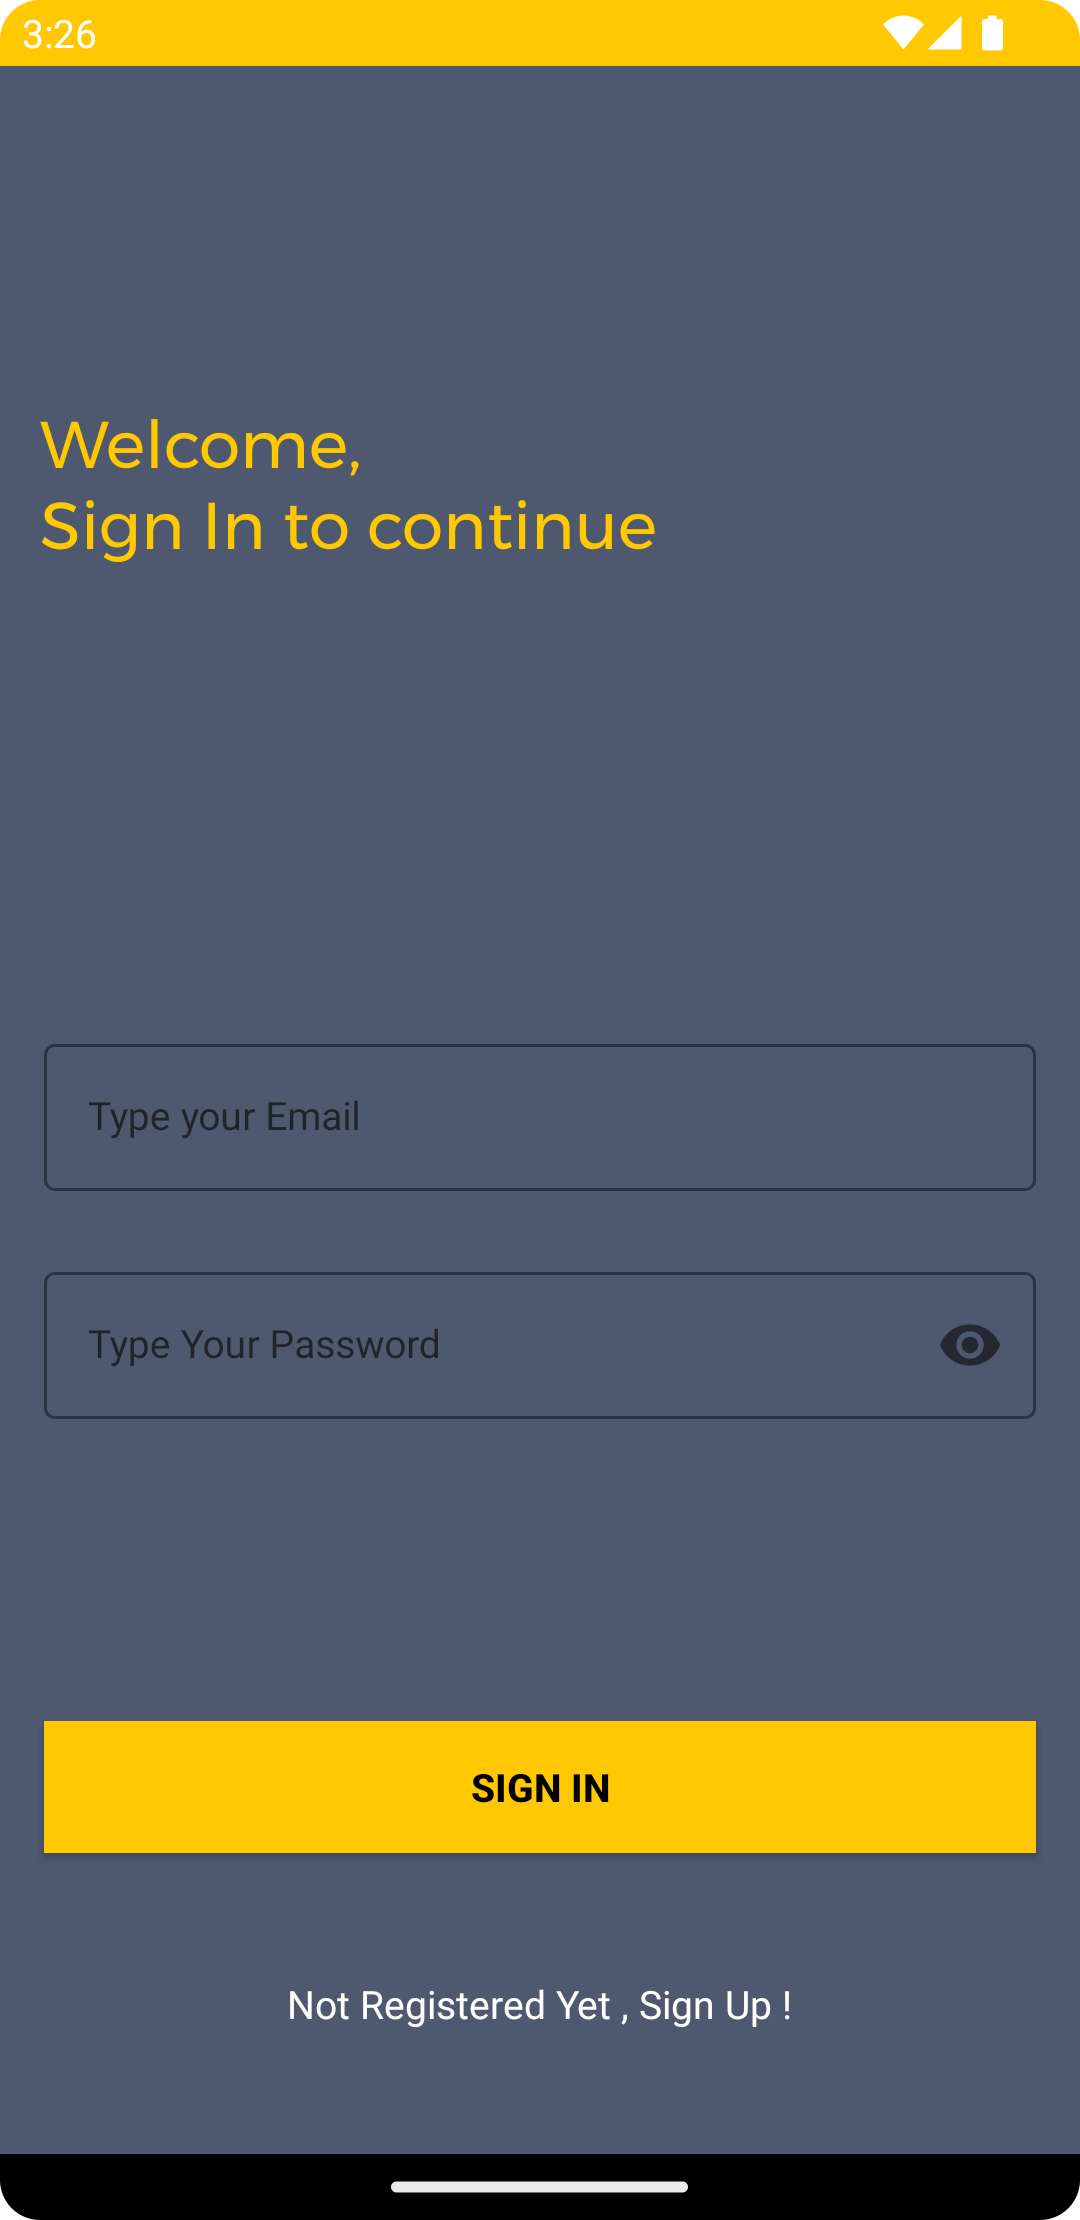 3:26
Welcome,
Sign In to continue
Type your Email
Type Your Password
SIGN IN
Not Registered Yet , Sign Up !